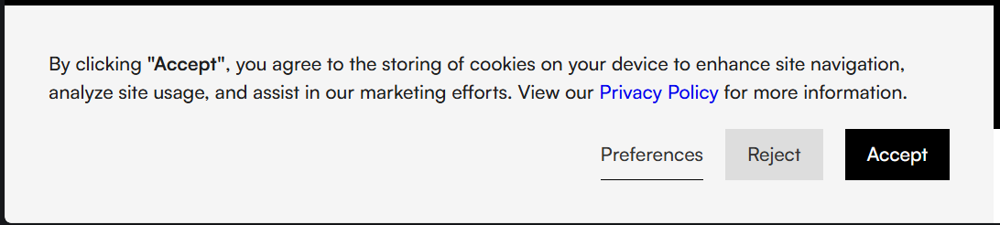 By clicking "Accept", you agree to the storing of cookies on your device to enhance site navigation,
analyze site usage, and assist in our marketing efforts. View our Privacy Policy for more information.
Preferences Reject Accept